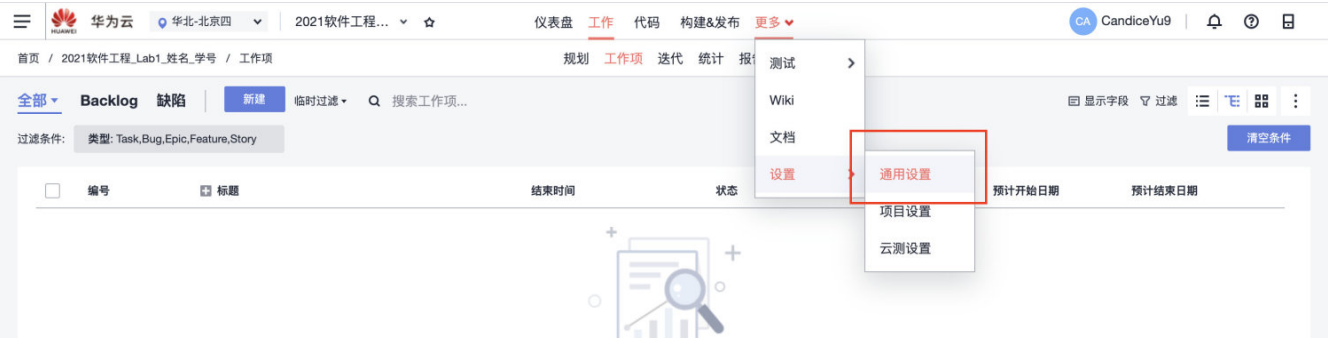 HUAWEI 华为云 华北-北京四 2021软件工程... 仪表盘 工作 代码 构建&发布 更多 CA CandiceYu9
首页 / 2021软件工程_Lab1_姓名_学号 / 工作项 规划 工作项 迭代 统计
测试
全部 Backlog 缺陷 新建 临时过滤 搜索工作项... 显示字段 过滤
Wiki
过滤条件: 类型: Task,Bug,Epic,Feature,Story 清空条件
文档
设置 通用设置
编号 标题 结束时间 状态 预计开始日期 预计结束日期
项目设置
云测设置